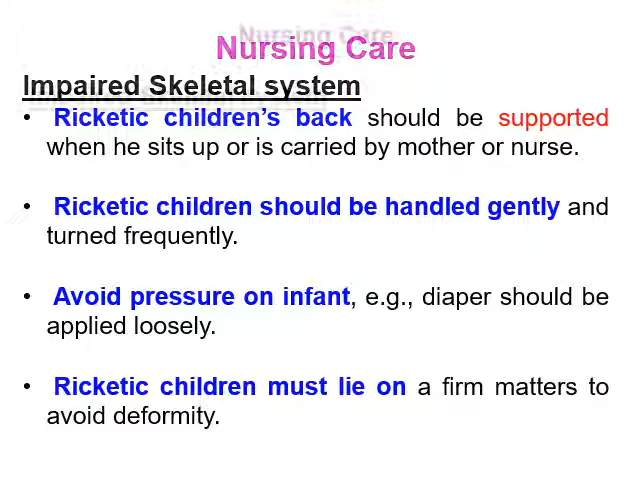 Nursing Care
Impaired Skeletal system
• Ricketic children's back should be supported
when he sits up or is carried by mother or nurse.
• Ricketic children should be handled gently and
turned frequently.
• Avoid pressure on infant, e.g., diaper should be
applied loosely.
• Ricketic children must lie on a firm matters to
avoid deformity.